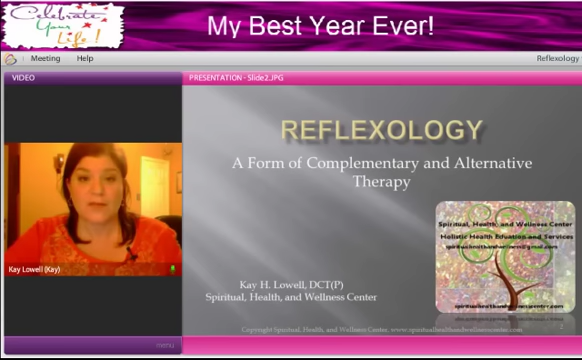 Celebrate
Your
Life!
My Best Year Ever!
Meeting Help
Reflexology
VIDEO
PRESENTATION - Slide2.JPG
REFLEXOLOGY
A Form of Complementary and Alternative
Therapy
Kay Lowell (Kay)
Kay H. Lowell, DCT(P)
Spiritual, Health, and Wellness Center
Spiritual, Health, and Wellness Center
Holistic Health Eduation and Services
Copyright Spiritual, Health, and Wellness Center, www.spiritualhealthandwellnesscenter.com
2
menu